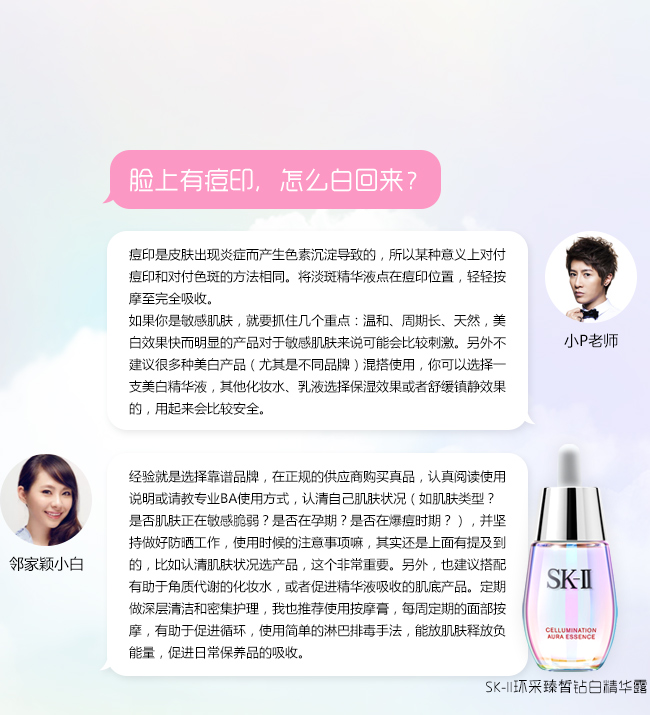 脸上有痘印，怎么白回来？
痘印是皮肤出现炎症而产生色素沉淀导致的，所以某种意义上对付
痘印和对付色斑的方法相同。将淡斑精华液点在痘印位置，轻轻按
摩至完全吸收。
如果你是敏感肌肤，就要抓住几个重点：温和、周期长、天然，美
白效果快而明显的产品对于敏感肌肤来说可能会比较刺激。另外不
建议很多种美白产品（尤其是不同品牌）混搭使用，你可以选择一
支美白精华液，其他化妆水、乳液选择保湿效果或者舒缓镇静效果
的，用起来会比较安全。
小P老师
经验就是选择靠谱品牌，在正规的供应商购买真品，认真阅读使用
说明或请教专业BA使用方式，认清自己肌肤状况（如肌肤类型？
是否肌肤正在敏感脆弱？是否在孕期？是否在爆痘时期？），并坚
持做好防晒工作，使用时候的注意事项嘛，其实还是上面有提及到
的，比如认清肌肤状况选产品，这个非常重要。另外，也建议搭配
有助于角质代谢的化妆水，或者促进精华液吸收的肌底产品。定期
做深层清洁和密集护理，我也推荐使用按摩膏，每周定期的面部按
摩，有助于促进循环，使用简单的淋巴排毒手法，能放肌肤释放负
能量，促进日常保养品的吸收。
邻家颖小白
SK-II
CELLUMINATION
AURA ESSENCE
SK-II环采臻皙钻白精华露